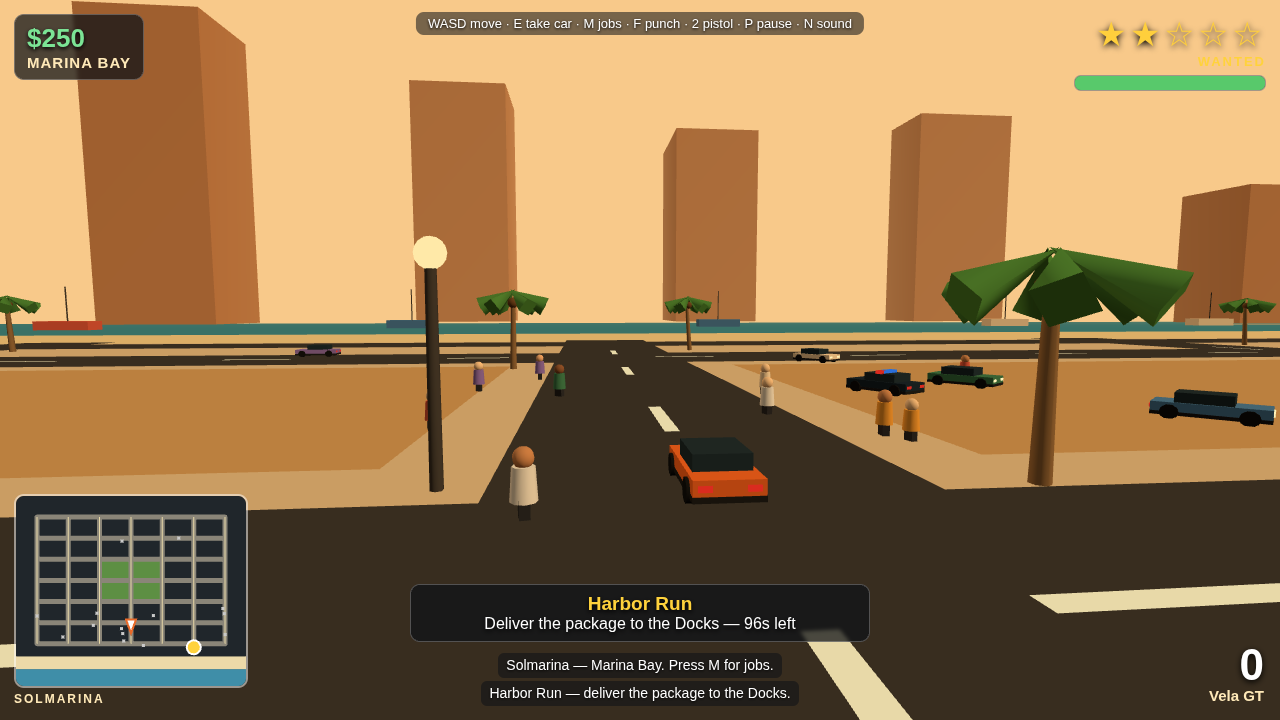 $250
MARINA BAY
WASD move · E take car · M jobs · F punch · 2 pistol · P pause · N sound
WANTED
Harbor Run
Deliver the package to the Docks — 96s left
Solmarina — Marina Bay. Press M for jobs.
Harbor Run — deliver the package to the Docks.
SOLMARINA
0
Vela GT